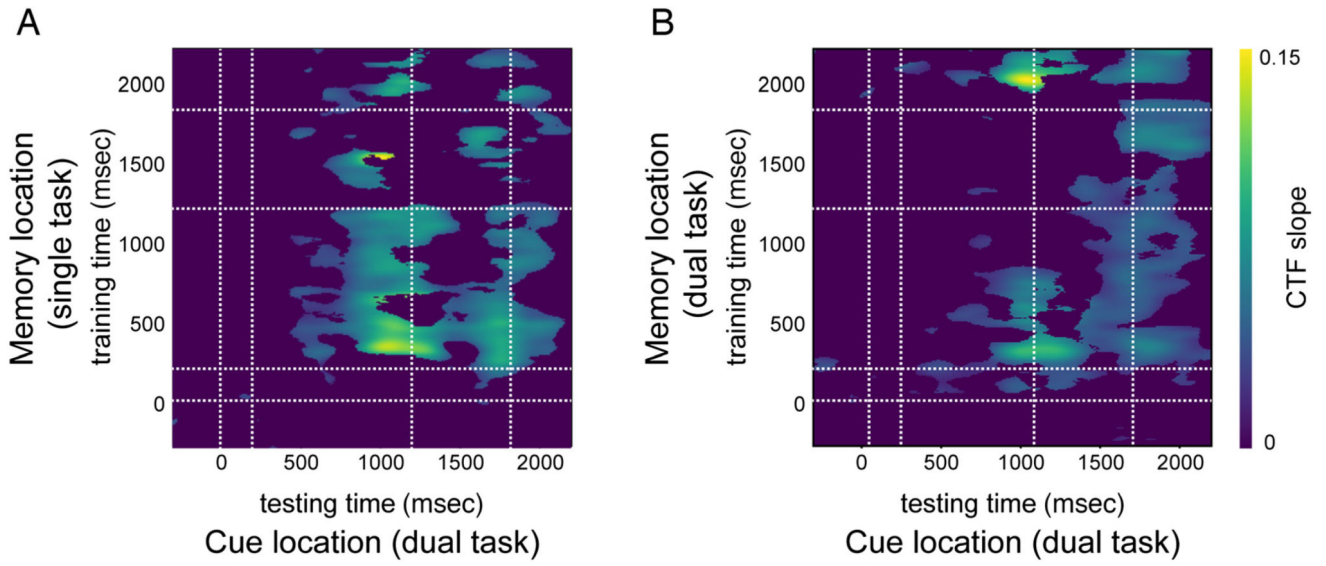 A
Memory location
(single task)
training time (msec)
2000
1500
1000
500
0
0 500 1000 1500 2000
testing time (msec)
Cue location (dual task)
B
Memory location
(dual task)
training time (msec)
2000
1500
1000
500
0
0 500 1000 1500 2000
testing time (msec)
Cue location (dual task)
0.15
CTF slope
0